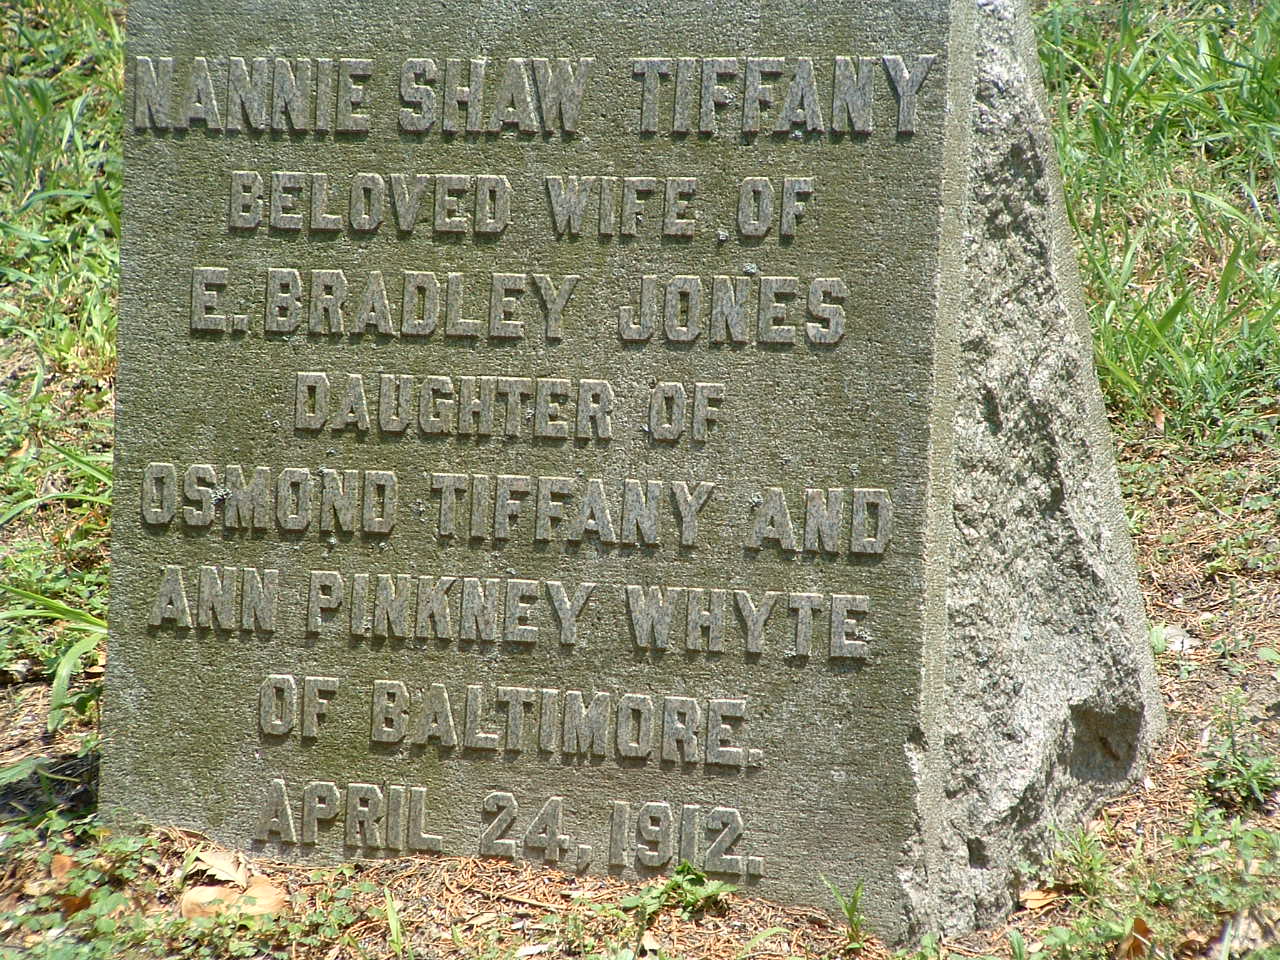 NANNIE SHAW TIFFANY
BELOVED WIFE OF
E. BRADLEY JONES
DAUGHTER OF
OSMOND TIFFANY AND
ANN PINKNEY WHYTE
OF BALTIMORE.
APRIL 24, 1912.